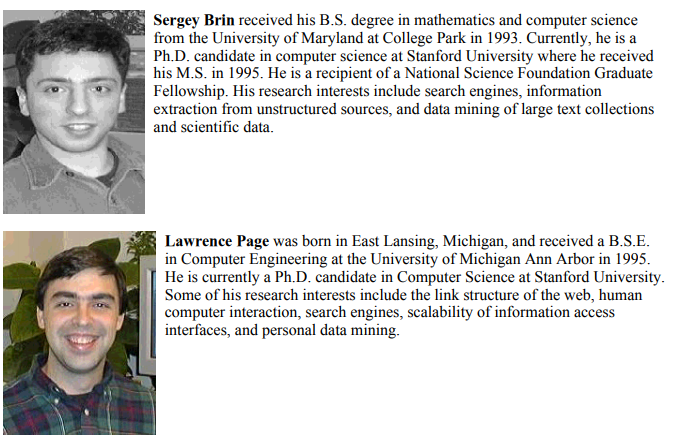 Sergey Brin received his B.S. degree in mathematics and computer science
from the University of Maryland at College Park in 1993. Currently, he is a
Ph.D. candidate in computer science at Stanford University where he received
his M.S. in 1995. He is a recipient of a National Science Foundation Graduate
Fellowship. His research interests include search engines, information
extraction from unstructured sources, and data mining of large text collections
and scientific data.
Lawrence Page was born in East Lansing, Michigan, and received a B.S.E.
in Computer Engineering at the University of Michigan Ann Arbor in 1995.
He is currently a Ph.D. candidate in Computer Science at Stanford University.
Some of his research interests include the link structure of the web, human
computer interaction, search engines, scalability of information access
interfaces, and personal data mining.